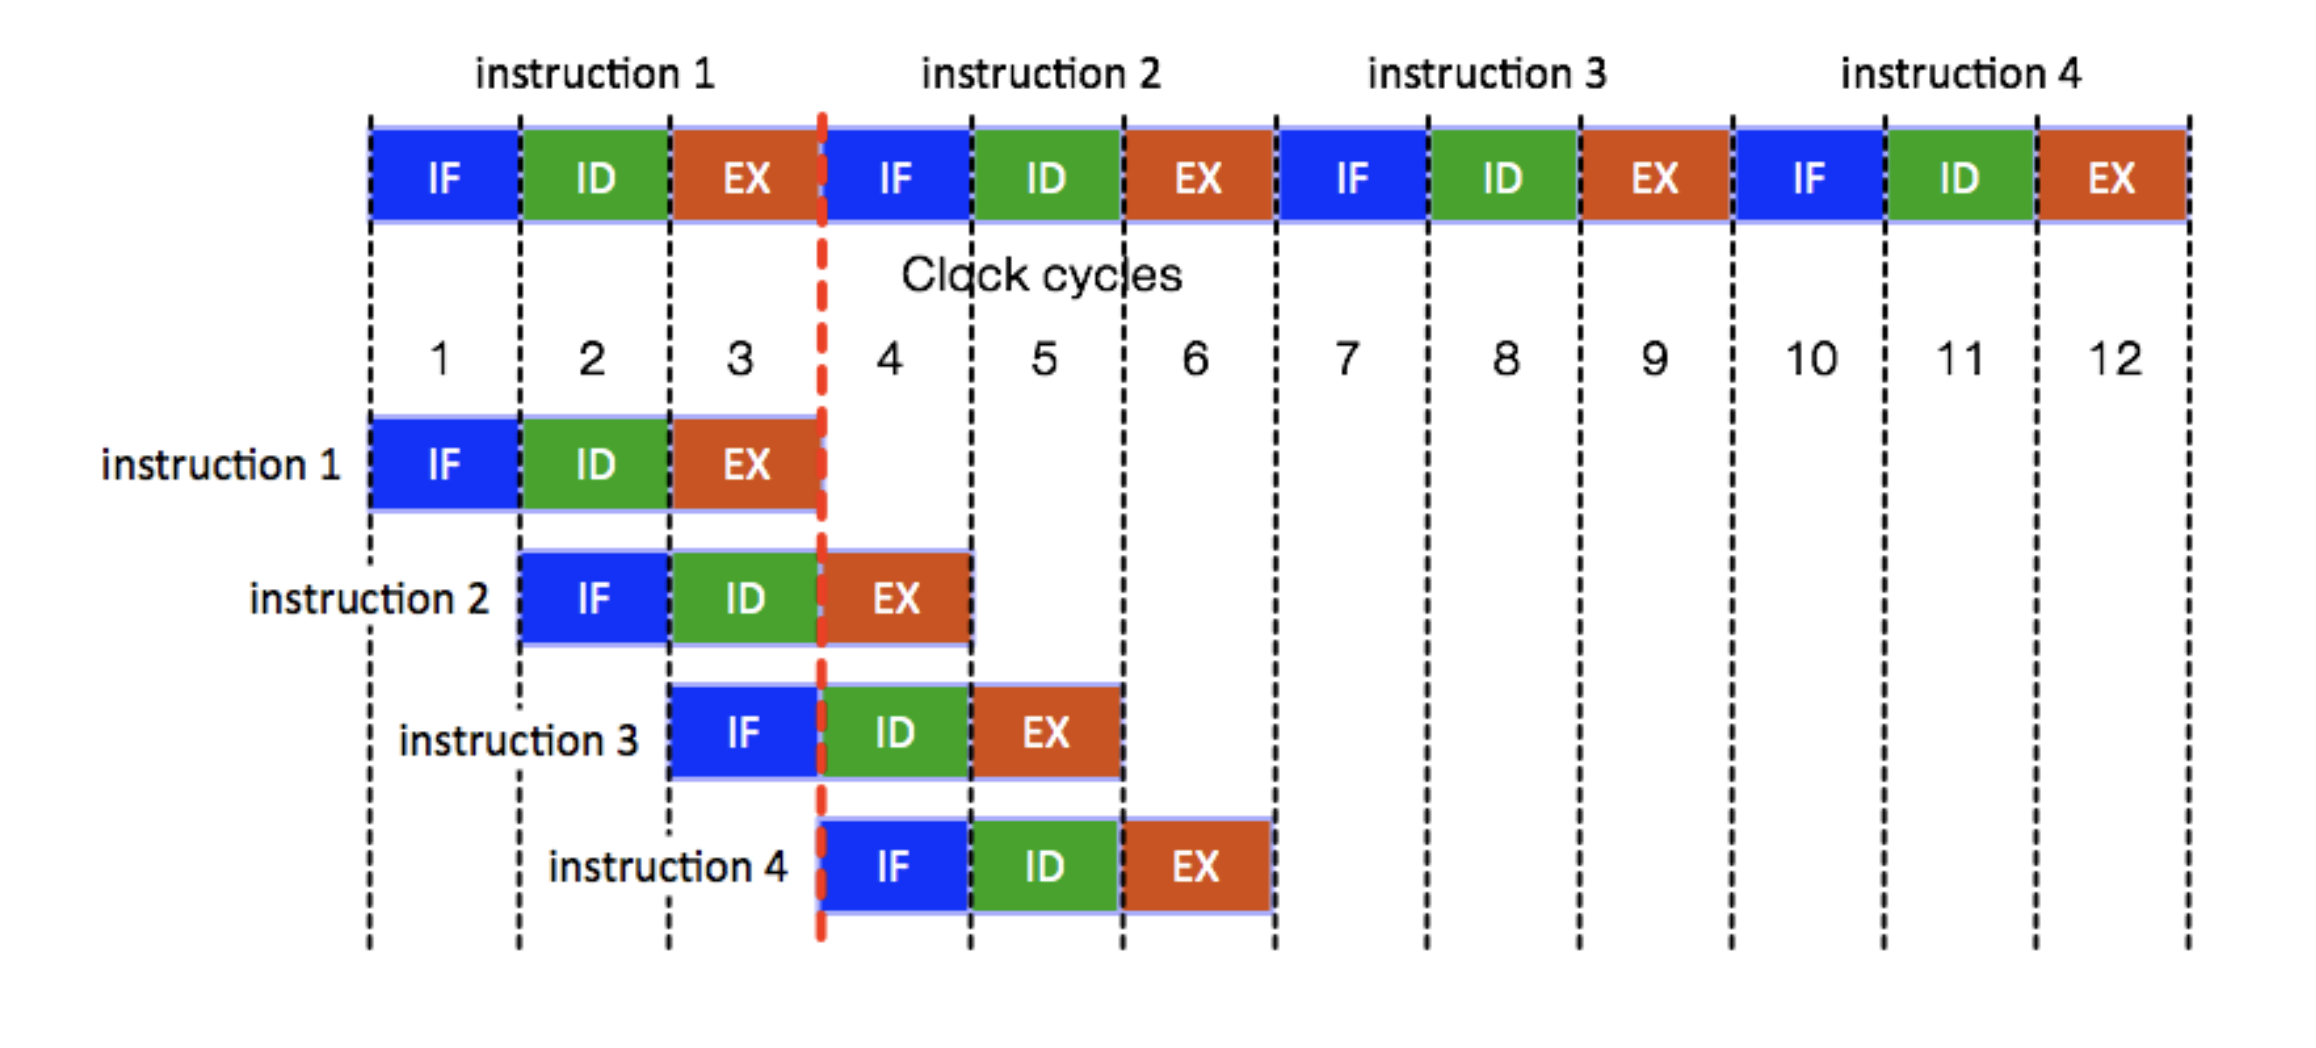 instruction 1 instruction 2 instruction 3 instruction 4
IF ID EX IF ID EX IF ID EX IF ID EX
Clock cycles
1 2 3 4 5 6 7 8 9 10 11 12
instruction 1 IF ID EX
instruction 2 IF ID EX
instruction 3 IF ID EX
instruction 4 IF ID EX